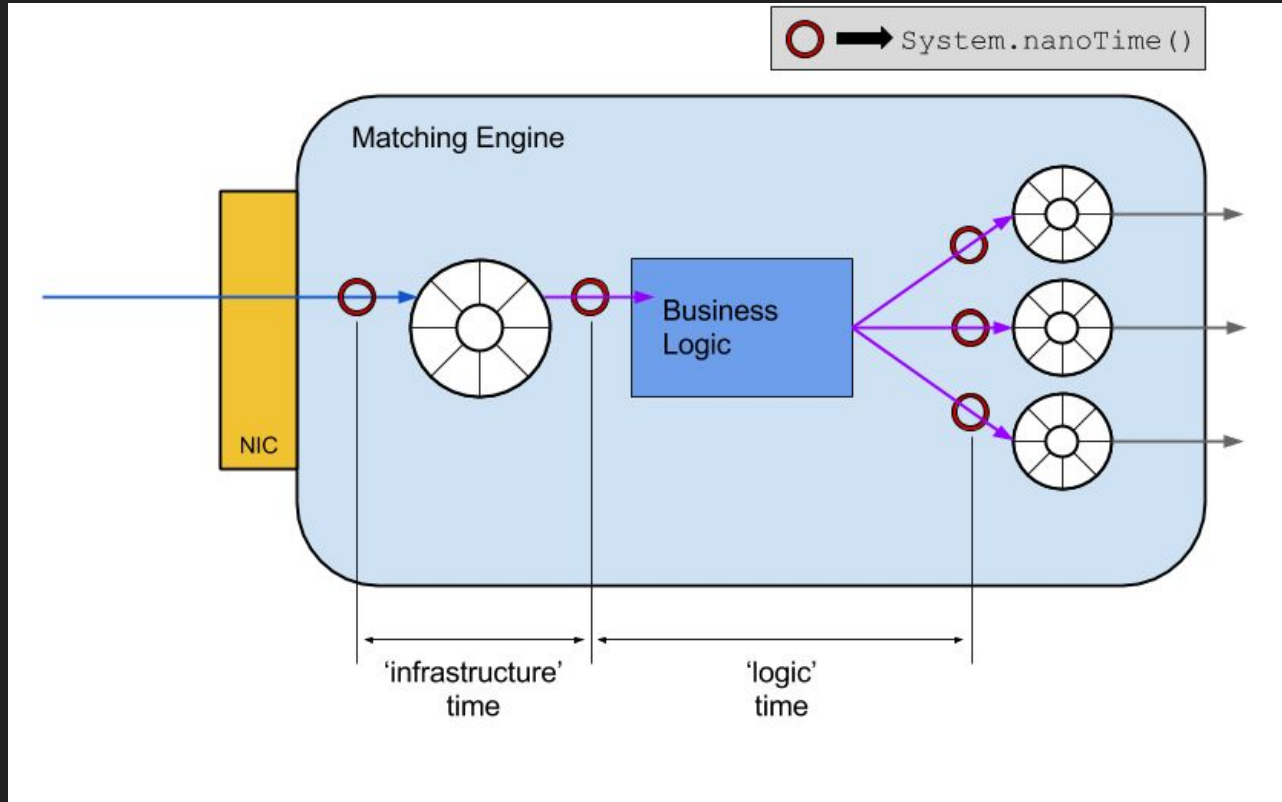 System.nanoTime()
Matching Engine
Business
Logic
NIC
‘infrastructure’
time
‘logic’
time